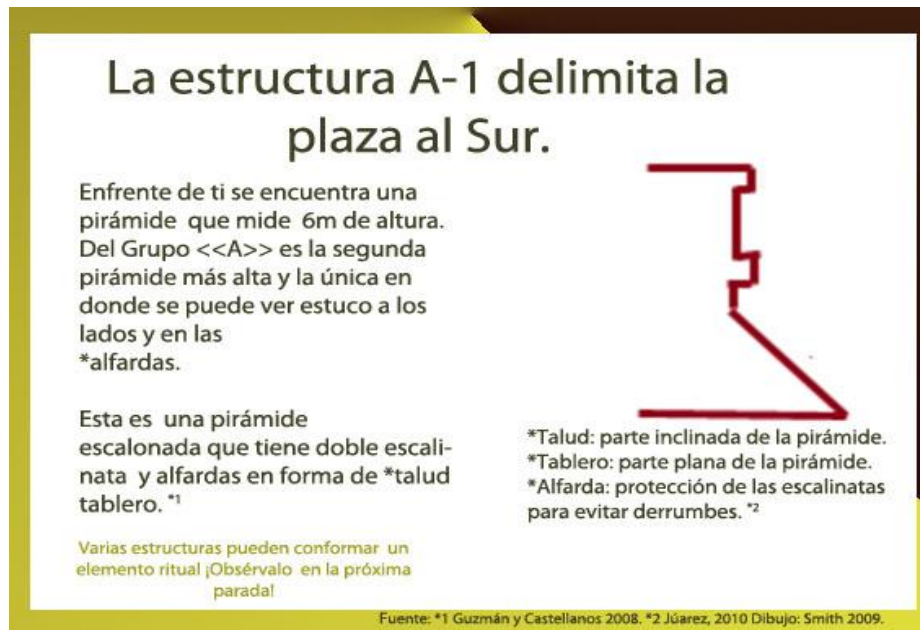 La estructura A-1 delimita la
plaza al Sur.
Enfrente de ti se encuentra una
pirámide que mide 6m de altura.
Del Grupo <<A>> es la segunda
pirámide más alta y la única en
donde se puede ver estuco a los
lados y en las
*alfardas.
Esta es una pirámide
escalonada que tiene doble escali-
nata y alfardas en forma de *talud
tablero. *1
Varias estructuras pueden conformar un
elemento ritual ¡Obsérvalo en la próxima
parada!
*Talud: parte inclinada de la pirámide.
*Tablero: parte plana de la pirámide.
*Alfarda: protección de las escalinatas
para evitar derrumbes. *2
Fuente: *1 Guzmán y Castellanos 2008. *2 Júarez, 2010 Dibujo: Smith 2009.